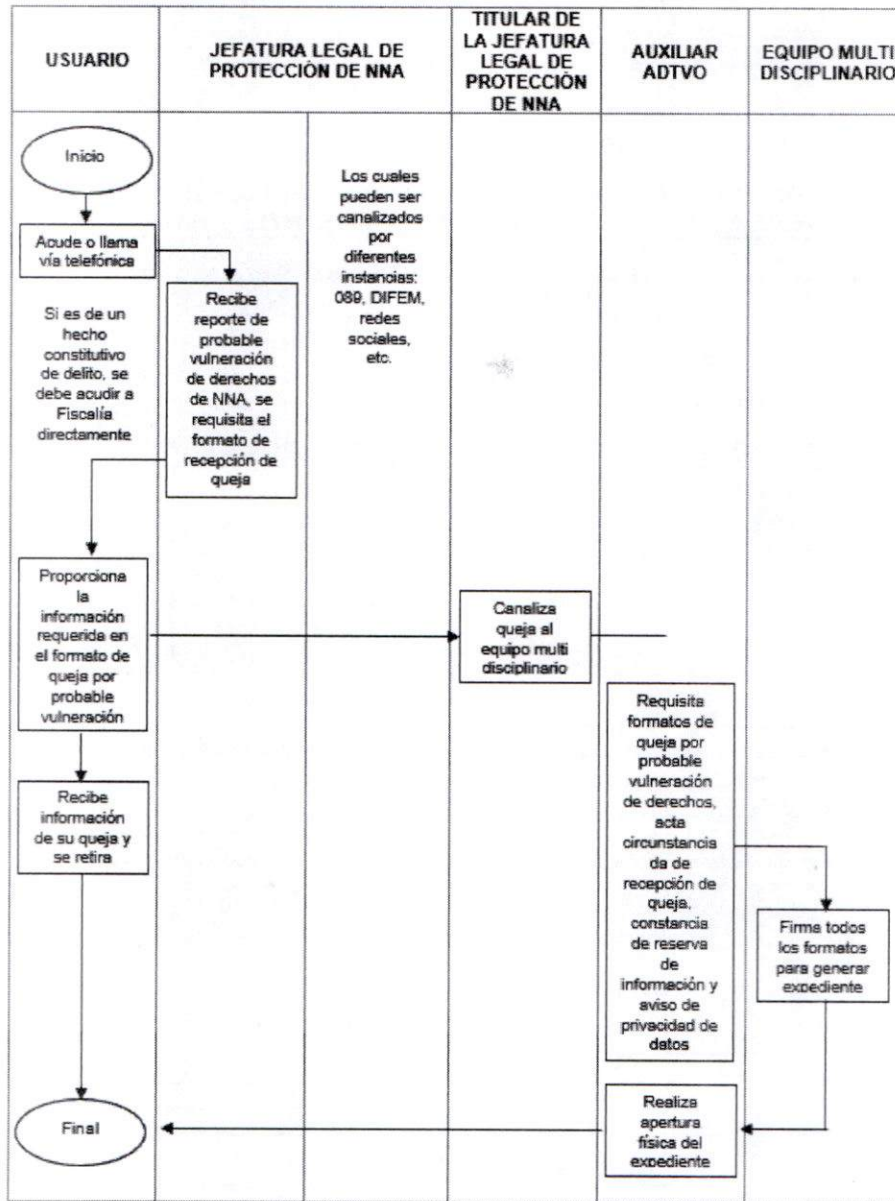 USUARIO
JEFATURA LEGAL DE
PROTECCIÓN DE NNA
TITULAR DE
LA JEFATURA
LEGAL DE
PROTECCIÓN
DE NNA
AUXILIAR
ADTVO
EQUIPO MULTI
DISCIPLINARIO
Inicio
Acude o llama
vía telefónica
Si es de un
hecho
constitutivo
de delito, se
debe acudir a
Fiscalía
directamente
Recibe
reporte de
probable
vulneración
de derechos
de NNA, se
requisita el
formato de
recepción de
queja
Los cuales
pueden ser
canalizados
por
diferentes
instancias:
089, DIFEM,
redes
sociales,
etc.
Proporciona
la
información
requerida en
el formato de
queja por
probable
vulneración
Canaliza
queja al
equipo multi
disciplinario
Requisita
formatos de
queja por
probable
vulneración
de derechos,
acta
circunstancia
da de
recepción de
queja,
constancia
de reserva
de
información y
aviso de
privacidad de
datos
Recibe
información
de su queja y
se retira
Firma todos
los formatos
para generar
expediente
Realiza
apertura
física del
expediente
Final